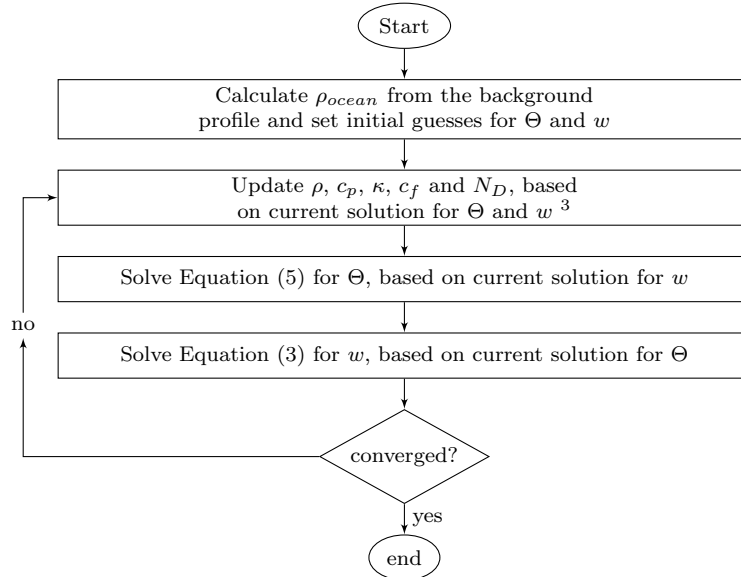 Start
Calculate ρ_ocean from the background
profile and set initial guesses for Θ and w
Update ρ, c_p, κ, c_f and N_D, based
on current solution for Θ and w ³
Solve Equation (5) for Θ, based on current solution for w
no
Solve Equation (3) for w, based on current solution for Θ
converged?
yes
end